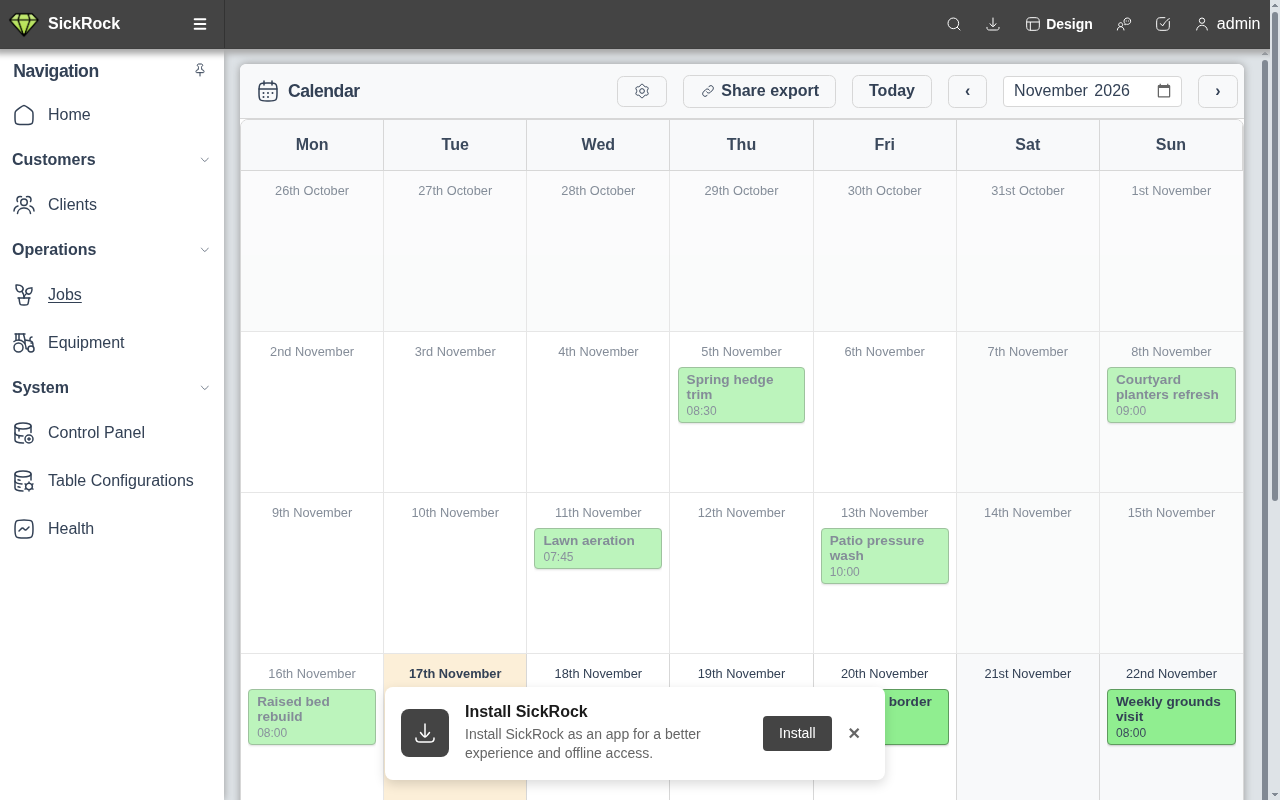 SickRock
Design
admin
Navigation
Home
Customers
Clients
Operations
Jobs
Equipment
System
Control Panel
Table Configurations
Health
Calendar
Share export
Today
‹
November 2026
›
Mon Tue Wed Thu Fri Sat Sun
26th October 27th October 28th October 29th October 30th October 31st October 1st November
2nd November 3rd November 4th November 5th November 6th November 7th November 8th November
Spring hedge
trim
08:30
Courtyard
planters refresh
09:00
9th November 10th November 11th November 12th November 13th November 14th November 15th November
Lawn aeration
07:45
Patio pressure
wash
10:00
16th November 17th November 18th November 19th November 20th November 21st November 22nd November
Raised bed
rebuild
08:00
border
Weekly grounds
visit
08:00
Install SickRock
Install SickRock as an app for a better
experience and offline access.
Install
×